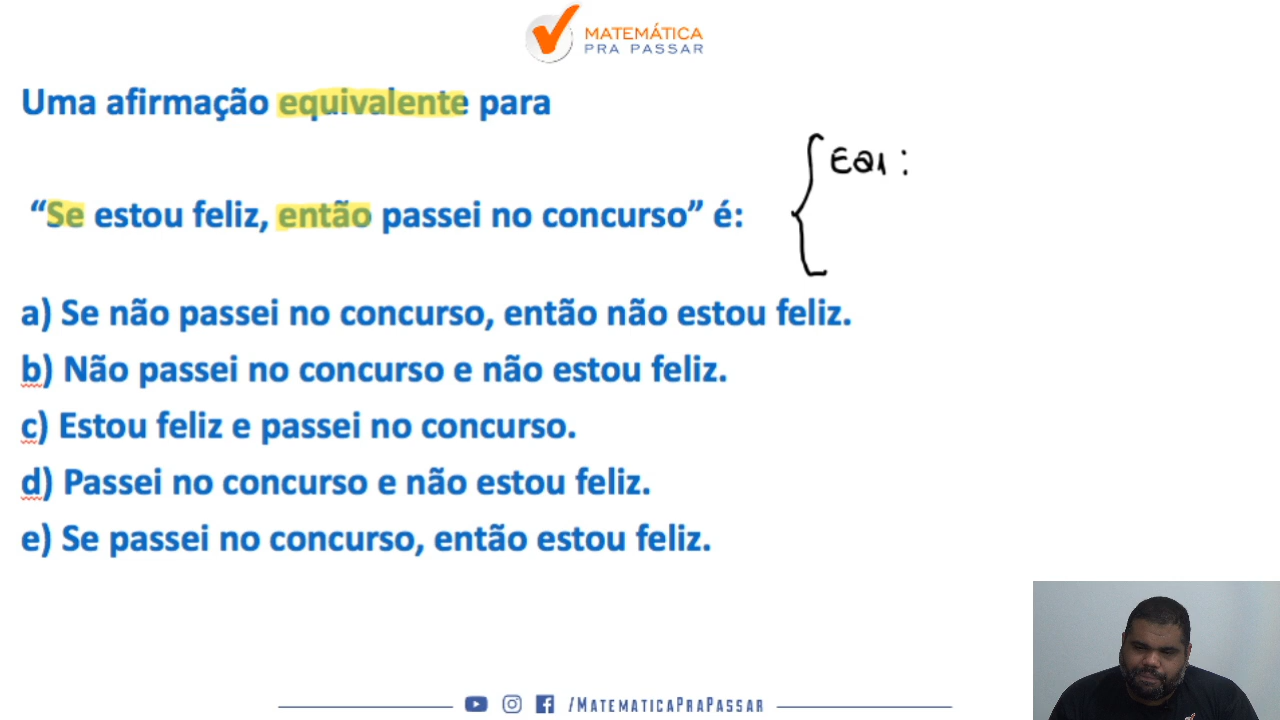 MATEMÁTICA
PRA PASSAR
Uma afirmação equivalente para
EQ1 :
“Se estou feliz, então passei no concurso” é:
a) Se não passei no concurso, então não estou feliz.
b) Não passei no concurso e não estou feliz.
c) Estou feliz e passei no concurso.
d) Passei no concurso e não estou feliz.
e) Se passei no concurso, então estou feliz.
/MATEMATICAPRAPASSAR